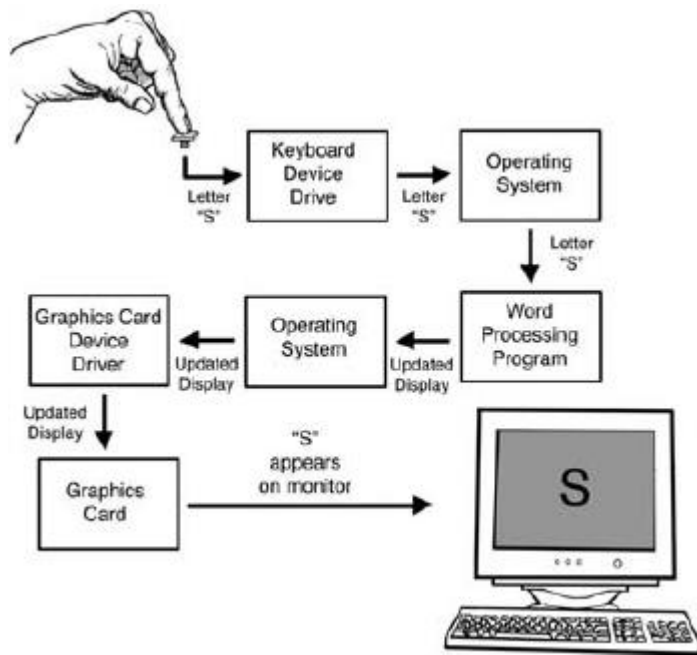 Keyboard
Device
Drive
Operating
System
Letter
"S"
Letter
"S"
Letter
"S"
Graphics Card
Device
Driver
Operating
System
Word
Processing
Program
Updated
Display
Updated
Display
Updated
Display
"S"
appears
on monitor
Graphics
Card
S